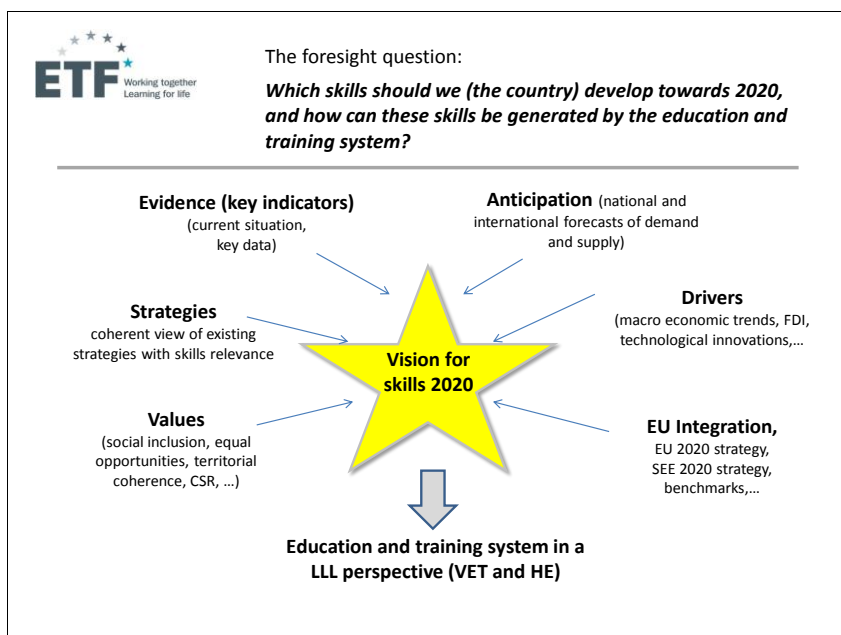 ETF Working together
Learning for life
The foresight question:
Which skills should we (the country) develop towards 2020,
and how can these skills be generated by the education and
training system?
Evidence (key indicators)
(current situation,
key data)
Anticipation (national and
international forecasts of demand
and supply)
Strategies
coherent view of existing
strategies with skills relevance
Drivers
(macro economic trends, FDI,
technological innovations,...
Vision for
skills 2020
Values
(social inclusion, equal
opportunities, territorial
coherence, CSR, ...)
EU Integration,
EU 2020 strategy,
SEE 2020 strategy,
benchmarks,...
Education and training system in a
LLL perspective (VET and HE)